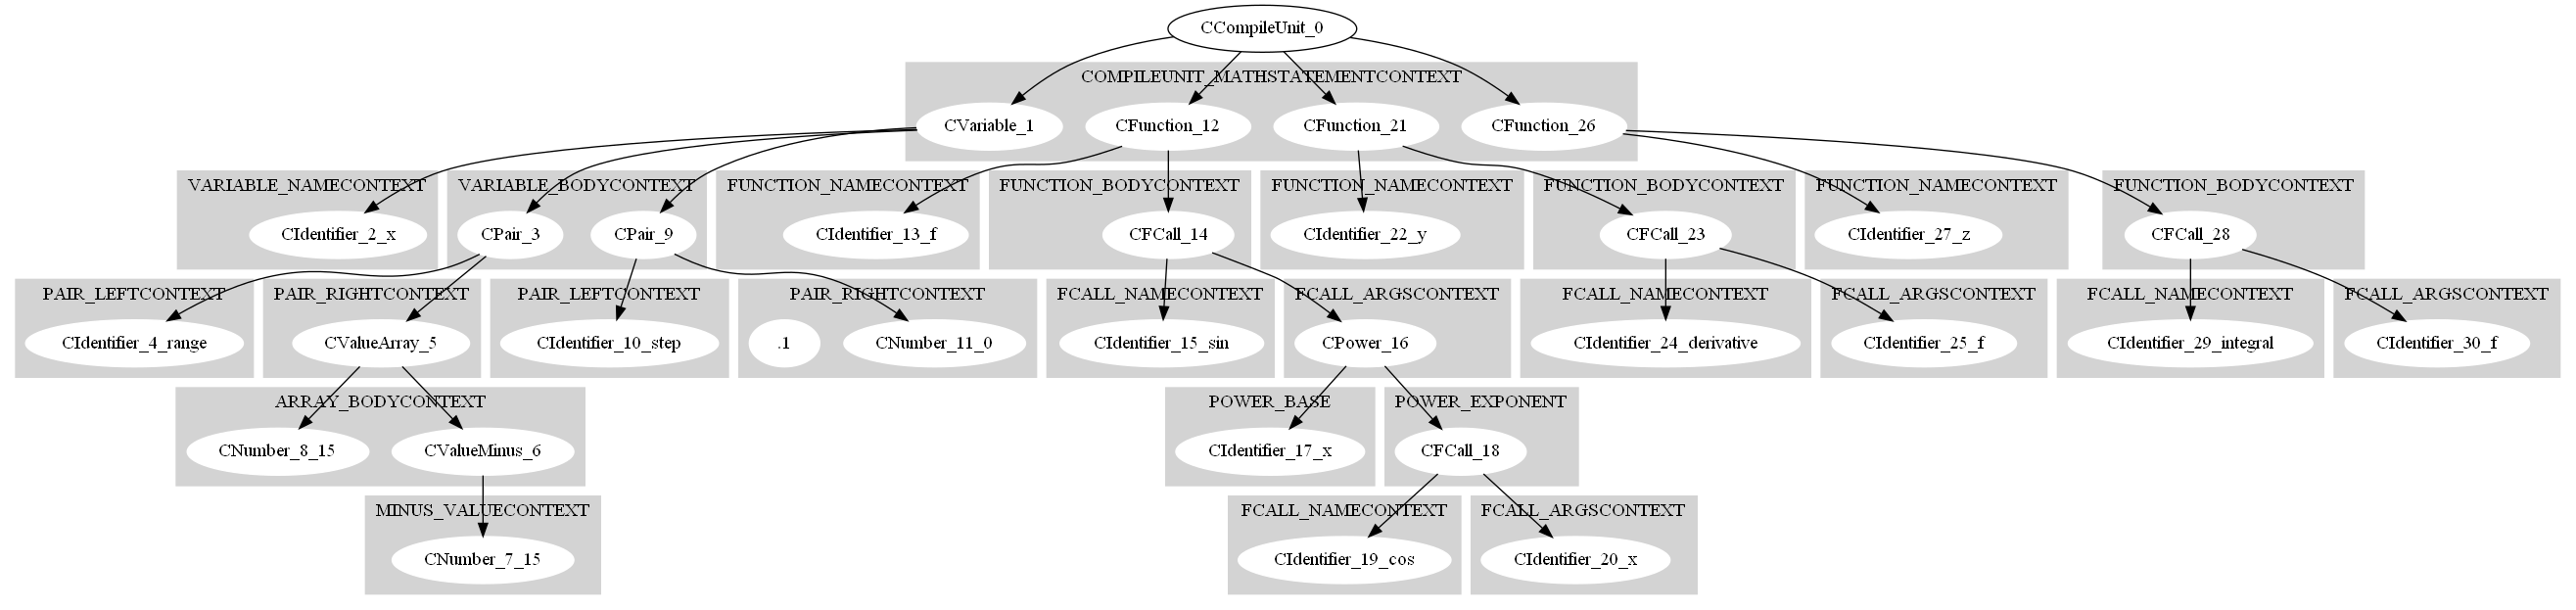 CCompileUnit_0
COMPILEUNIT_MATHSTATEMENTCONTEXT
CVariable_1 CFunction_12 CFunction_21 CFunction_26
VARIABLE_NAMECONTEXT VARIABLE_BODYCONTEXT FUNCTION_NAMECONTEXT FUNCTION_BODYCONTEXT FUNCTION_NAMECONTEXT FUNCTION_BODYCONTEXT FUNCTION_NAMECONTEXT FUNCTION_BODYCONTEXT
CIdentifier_2_x CPair_3 CPair_9 CIdentifier_13_f CFCall_14 CIdentifier_22_y CFCall_23 CIdentifier_27_z CFCall_28
PAIR_LEFTCONTEXT PAIR_RIGHTCONTEXT PAIR_LEFTCONTEXT PAIR_RIGHTCONTEXT FCALL_NAMECONTEXT FCALL_ARGSCONTEXT FCALL_NAMECONTEXT FCALL_ARGSCONTEXT FCALL_NAMECONTEXT FCALL_ARGSCONTEXT
CIdentifier_4_range CValueArray_5 CIdentifier_10_step .1 CNumber_11_0 CIdentifier_15_sin CPower_16 CIdentifier_24_derivative CIdentifier_25_f CIdentifier_29_integral CIdentifier_30_f
ARRAY_BODYCONTEXT POWER_BASE POWER_EXPONENT
CNumber_8_15 CValueMinus_6 CIdentifier_17_x CFCall_18
MINUS_VALUECONTEXT FCALL_NAMECONTEXT FCALL_ARGSCONTEXT
CNumber_7_15 CIdentifier_19_cos CIdentifier_20_x